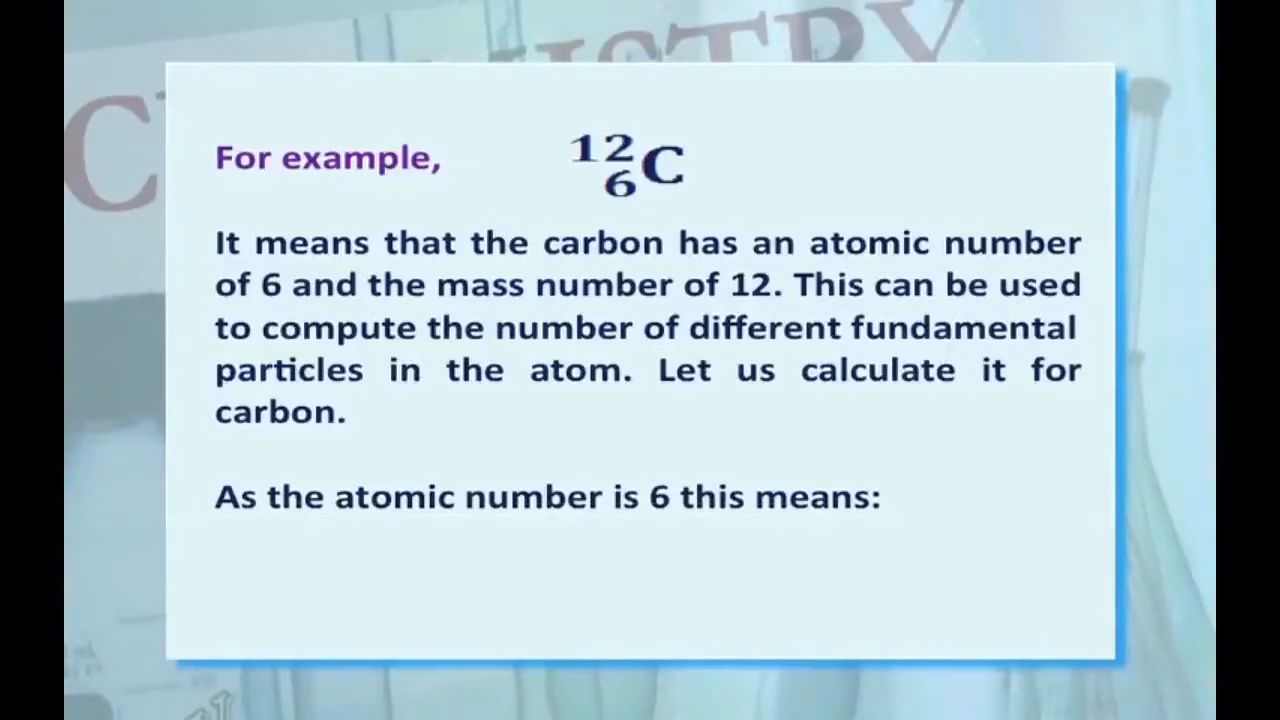 For example, ¹²₆C
It means that the carbon has an atomic number
of 6 and the mass number of 12. This can be used
to compute the number of different fundamental
particles in the atom. Let us calculate it for
carbon.
As the atomic number is 6 this means: